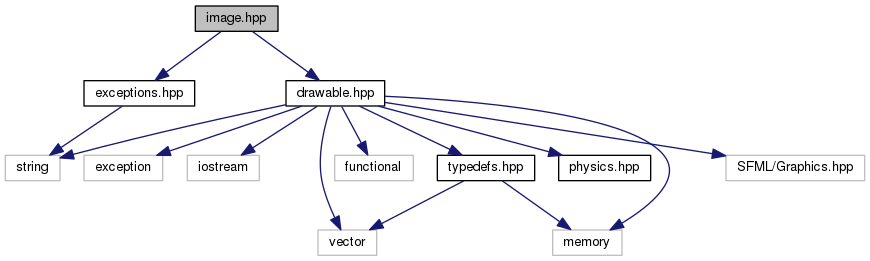 image.hpp
exceptions.hpp
drawable.hpp
string
exception
iostream
functional
typedefs.hpp
physics.hpp
SFML/Graphics.hpp
vector
memory